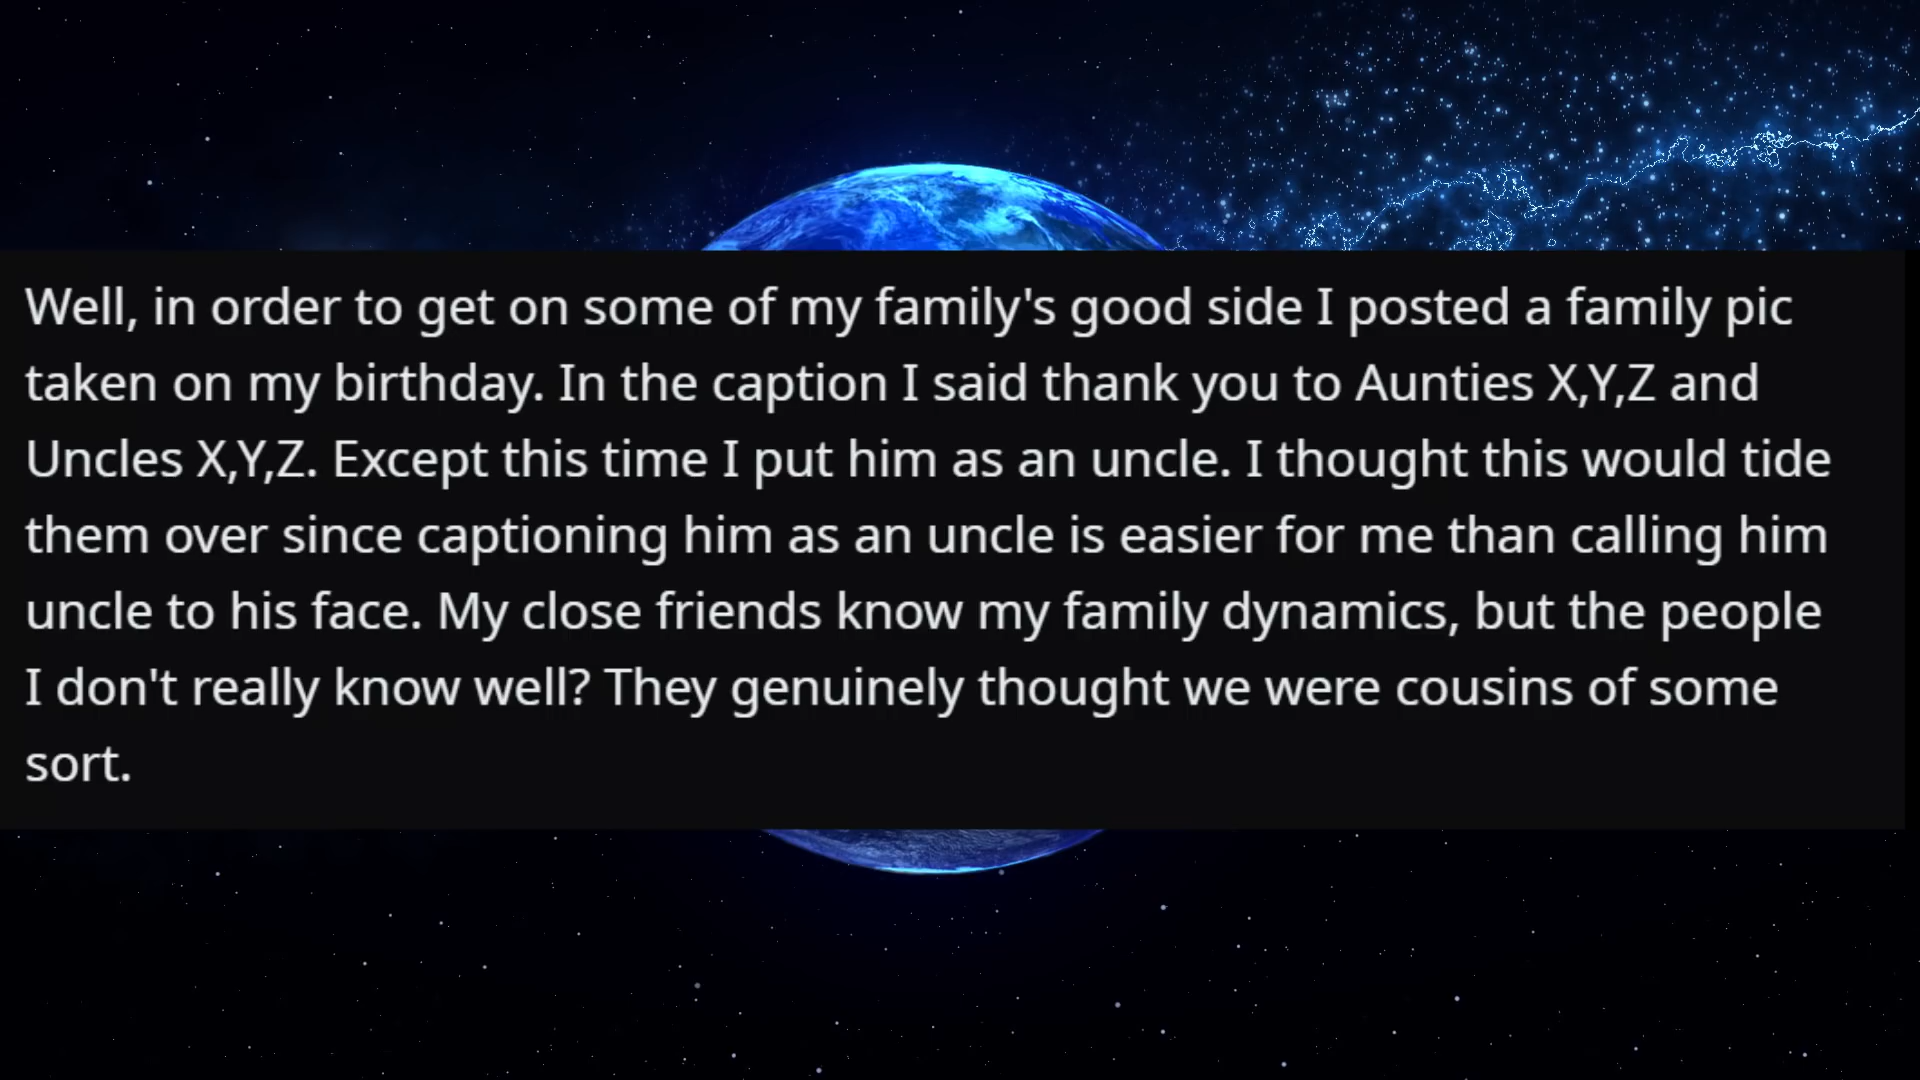 Well, in order to get on some of my family's good side I posted a family pic
taken on my birthday. In the caption I said thank you to Aunties X,Y,Z and
Uncles X,Y,Z. Except this time I put him as an uncle. I thought this would tide
them over since captioning him as an uncle is easier for me than calling him
uncle to his face. My close friends know my family dynamics, but the people
I don't really know well? They genuinely thought we were cousins of some
sort.